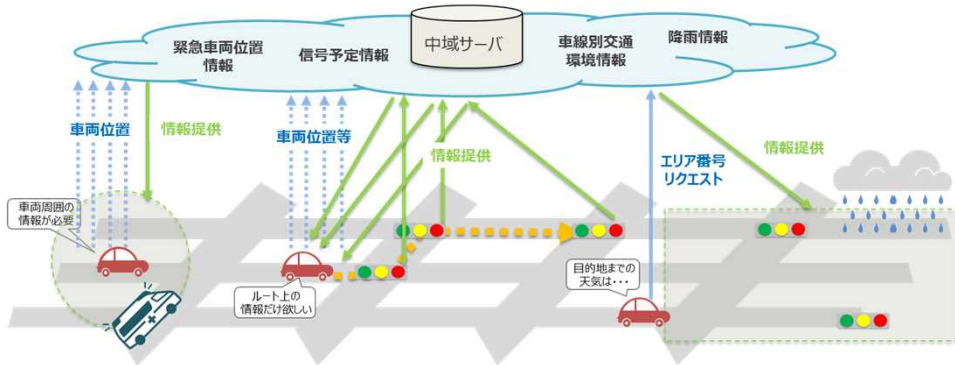 中域サーバ
緊急車両位置
情報
信号予定情報
車線別交通
環境情報
降雨情報
車両位置
情報提供
車両位置等
情報提供
エリア番号
リクエスト
情報提供
車両周囲の
情報が必要
ルート上の
情報だけ欲しい
目的地までの
天気は・・・